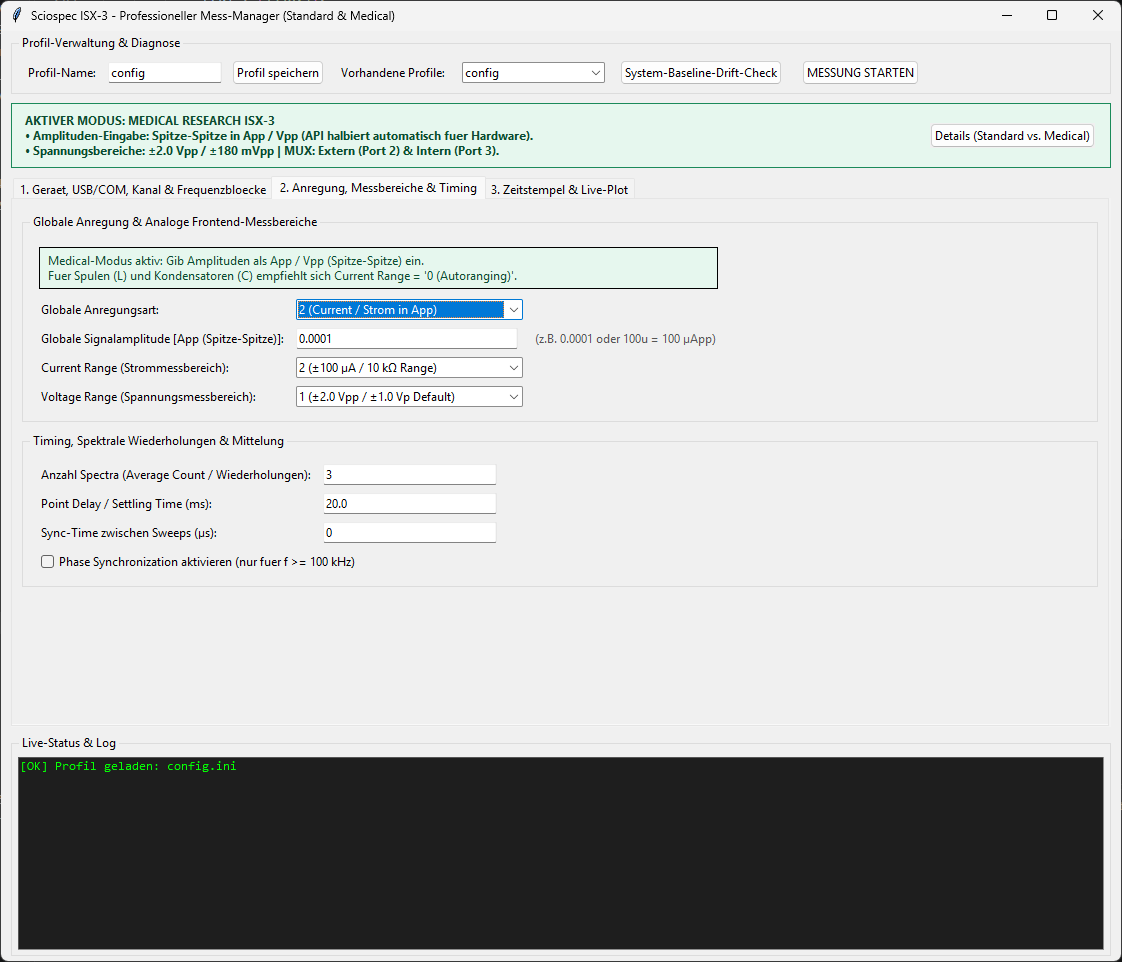 Sciospec ISX-3 - Professioneller Mess-Manager (Standard & Medical)
Profil-Verwaltung & Diagnose
Profil-Name: config Profil speichern Vorhandene Profile: config System-Baseline-Drift-Check MESSUNG STARTEN
AKTIVER MODUS: MEDICAL RESEARCH ISX-3
• Amplituden-Eingabe: Spitze-Spitze in App / Vpp (API halbiert automatisch fuer Hardware).
• Spannungsbereiche: ±2.0 Vpp / ±180 mVpp | MUX: Extern (Port 2) & Intern (Port 3).
Details (Standard vs. Medical)
1. Geraet, USB/COM, Kanal & Frequenzbloecke 2. Anregung, Messbereiche & Timing 3. Zeitstempel & Live-Plot
Globale Anregung & Analoge Frontend-Messbereiche
Medical-Modus aktiv: Gib Amplituden als App / Vpp (Spitze-Spitze) ein.
Fuer Spulen (L) und Kondensatoren (C) empfiehlt sich Current Range = '0 (Autoranging)'.
Globale Anregungsart: 2 (Current / Strom in App)
Globale Signalamplitude [App (Spitze-Spitze)]: 0.0001 (z.B. 0.0001 oder 100u = 100 µApp)
Current Range (Strommessbereich): 2 (±100 µA / 10 kΩ Range)
Voltage Range (Spannungsmessbereich): 1 (±2.0 Vpp / ±1.0 Vp Default)
Timing, Spektrale Wiederholungen & Mittelung
Anzahl Spectra (Average Count / Wiederholungen): 3
Point Delay / Settling Time (ms): 20.0
Sync-Time zwischen Sweeps (µs): 0
Phase Synchronization aktivieren (nur fuer f >= 100 kHz)
Live-Status & Log
[OK] Profil geladen: config.ini